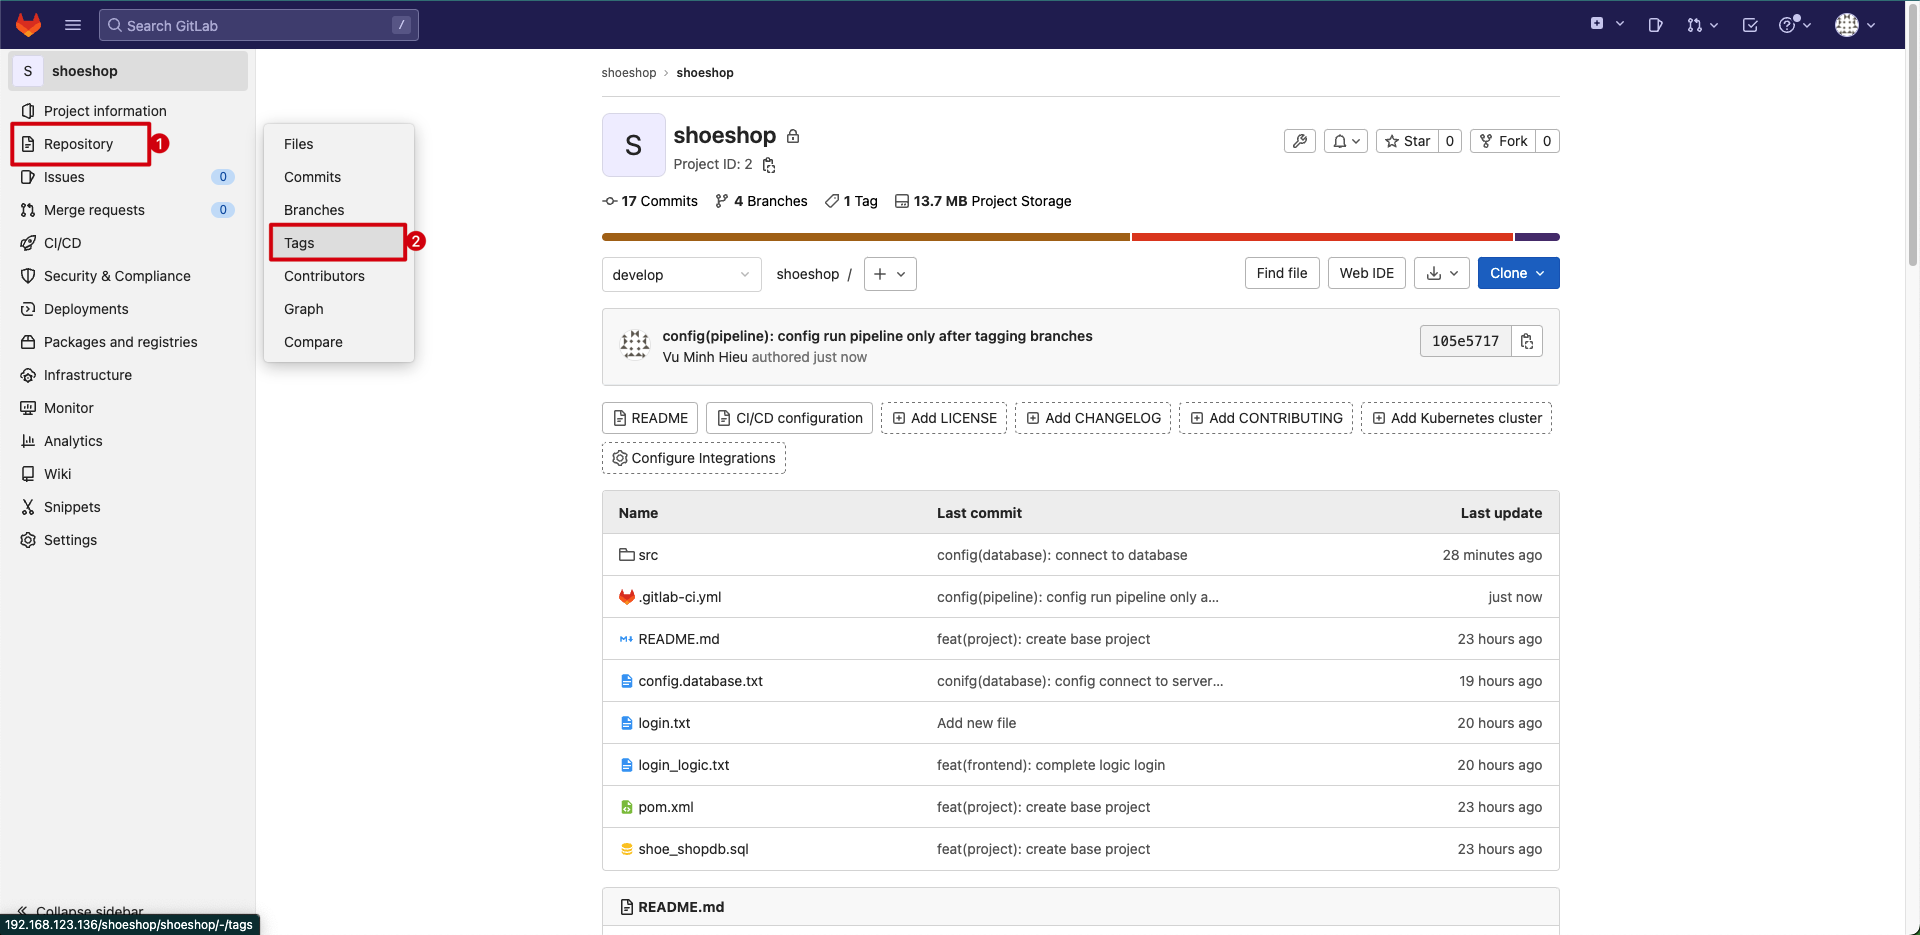 Search GitLab /
S shoeshop
Project information
Repository 1
Issues 0
Merge requests 0
CI/CD
Security & Compliance
Deployments
Packages and registries
Infrastructure
Monitor
Analytics
Wiki
Snippets
Settings
Collapse sidebar
192.168.123.136/shoeshop/shoeshop/-/tags
Files
Commits
Branches
Tags 2
Contributors
Graph
Compare
shoeshop › shoeshop
S
shoeshop
Project ID: 2
Star 0 Fork 0
17 Commits 4 Branches 1 Tag 13.7 MB Project Storage
develop shoeshop / + Find file Web IDE Clone
config(pipeline): config run pipeline only after tagging branches
Vu Minh Hieu authored just now
105e5717
README CI/CD configuration Add LICENSE Add CHANGELOG Add CONTRIBUTING Add Kubernetes cluster
Configure Integrations
Name Last commit Last update
src config(database): connect to database 28 minutes ago
.gitlab-ci.yml config(pipeline): config run pipeline only a... just now
README.md feat(project): create base project 23 hours ago
config.database.txt conifg(database): config connect to server... 19 hours ago
login.txt Add new file 20 hours ago
login_logic.txt feat(frontend): complete logic login 20 hours ago
pom.xml feat(project): create base project 23 hours ago
shoe_shopdb.sql feat(project): create base project 23 hours ago
README.md